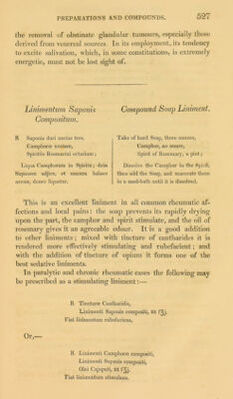 PREPARATIONS AND COMPOUNDS. 527
the removal of obstinate glandular tumours, especially those
derived from venereal sources. In its employment, its tendency
to excite salivation, which, in some constitutions, is extremely
energetic, must not be lost sight of.
Linimentum Saponis
Compositum.
℞ Saponis duri uncias tres,
Camphoræ unciam,
Spiritûs Rosmarini octarium;
Liqua Camphoram in Spiritu; dein
Saponem adjice, et macera balneo
arenæ, donec liquetur.
Compound Soap Liniment.
Take of hard Soap, three ounces,
Camphor, an ounce,
Spirit of Rosemary, a pint;
Dissolve the Camphor in the Spirit,
then add the Soap, and macerate them
in a sand-bath until it is dissolved.
This is an excellent liniment in all common rheumatic af-
fections and local pains: the soap prevents its rapidly drying
upon the part, the camphor and spirit stimulate, and the oil of
rosemary gives it an agreeable odour. It is a good addition
to other liniments; mixed with tincture of cantharides it is
rendered more effectively stimulating and rubefacient; and
with the addition of tincture of opium it forms one of the
best sedative liniments.
In paralytic and chronic rheumatic cases the following may
be prescribed as a stimulating liniment:—
℞ Tincturæ Cantharidis,
Linimenti Saponis compositi, aa f℥j.
Fiat linimentum rubefaciens.
Or,—
℞ Linimenti Camphoræ compositi,
Linimenti Saponis compositi,
Olei Cajuputi, aa f℥j.
Fiat linimentum stimulans.